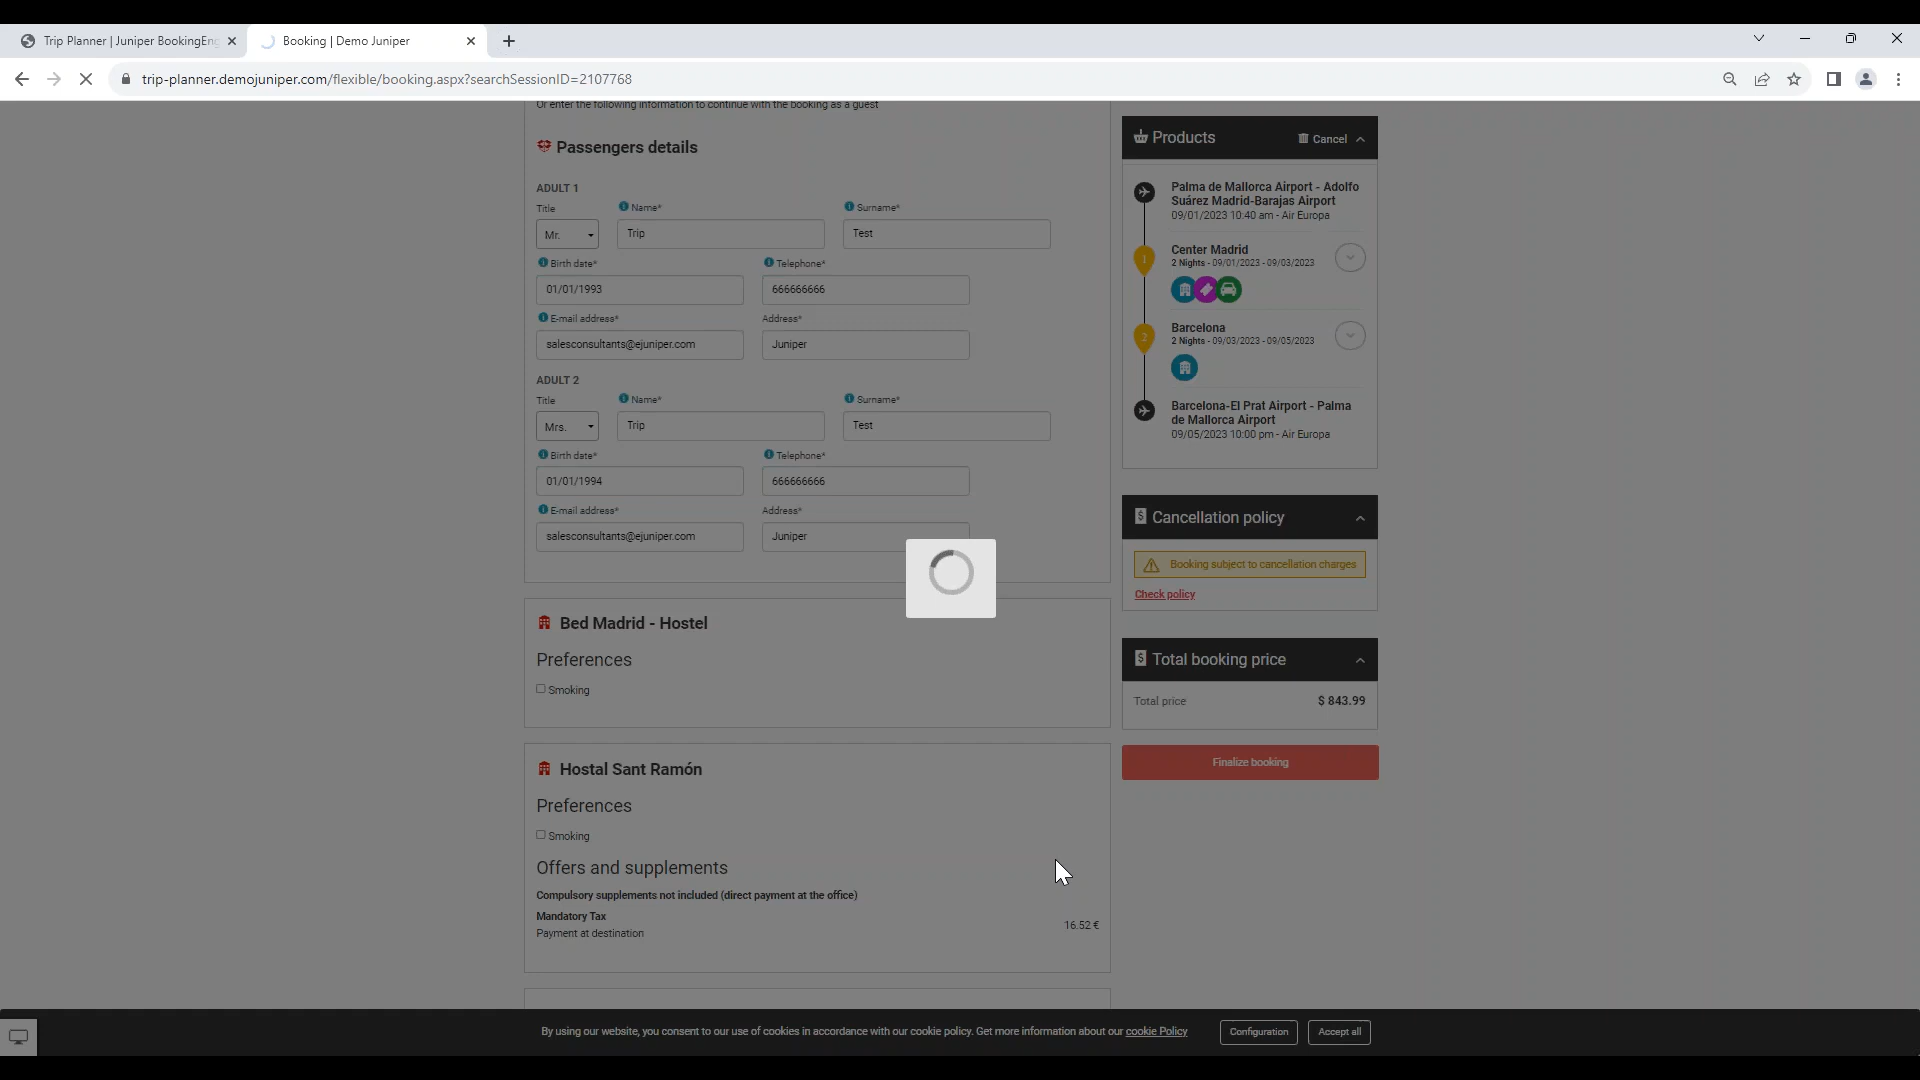 Trip Planner | Juniper BookingEng
Booking | Demo Juniper
trip-planner.demojuniper.com/flexible/booking.aspx?searchSessionID=2107768
Or enter the following information to continue with the booking as a guest
Passengers details
ADULT 1
Title
Name*
Surname*
Mr.
Trip
Test
Birth date*
Telephone*
01/01/1993
666666666
E-mail address*
Address*
salesconsultants@ejuniper.com
Juniper
ADULT 2
Title
Name*
Surname*
Mrs.
Trip
Test
Birth date*
Telephone*
01/01/1994
666666666
E-mail address*
Address*
salesconsultants@ejuniper.com
Juniper
Bed Madrid - Hostel
Preferences
Smoking
Hostal Sant Ramón
Preferences
Smoking
Offers and supplements
Compulsory supplements not included (direct payment at the office)
Mandatory Tax
Payment at destination
16.52 €
Products
Cancel
Palma de Mallorca Airport - Adolfo
Suárez Madrid-Barajas Airport
09/01/2023 10:40 am - Air Europa
1
Center Madrid
2 Nights - 09/01/2023 - 09/03/2023
2
Barcelona
2 Nights - 09/03/2023 - 09/05/2023
Barcelona-El Prat Airport - Palma
de Mallorca Airport
09/05/2023 10:00 pm - Air Europa
Cancellation policy
Booking subject to cancellation charges
Check policy
Total booking price
Total price
$ 843.99
Finalize booking
By using our website, you consent to our use of cookies in accordance with our cookie policy. Get more information about our cookie Policy
Configuration
Accept all